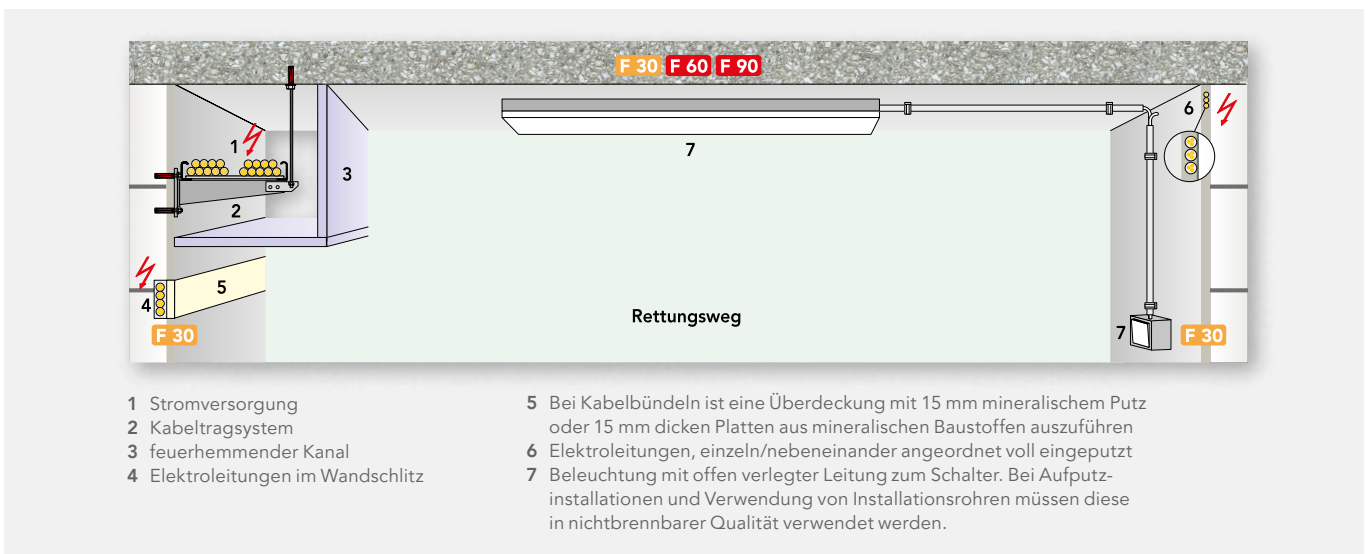 F 30 F 60 F 90
1
2
3
4
5
6
7
7
Rettungsweg
F 30
F 30
1 Stromversorgung
2 Kabeltragsystem
3 feuerhemmender Kanal
4 Elektroleitungen im Wandschlitz
5 Bei Kabelbündeln ist eine Überdeckung mit 15 mm mineralischem Putz
oder 15 mm dicken Platten aus mineralischen Baustoffen auszuführen
6 Elektroleitungen, einzeln/nebeneinander angeordnet voll eingeputzt
7 Beleuchtung mit offen verlegter Leitung zum Schalter. Bei Aufputz-
installationen und Verwendung von Installationsrohren müssen diese
in nichtbrennbarer Qualität verwendet werden.